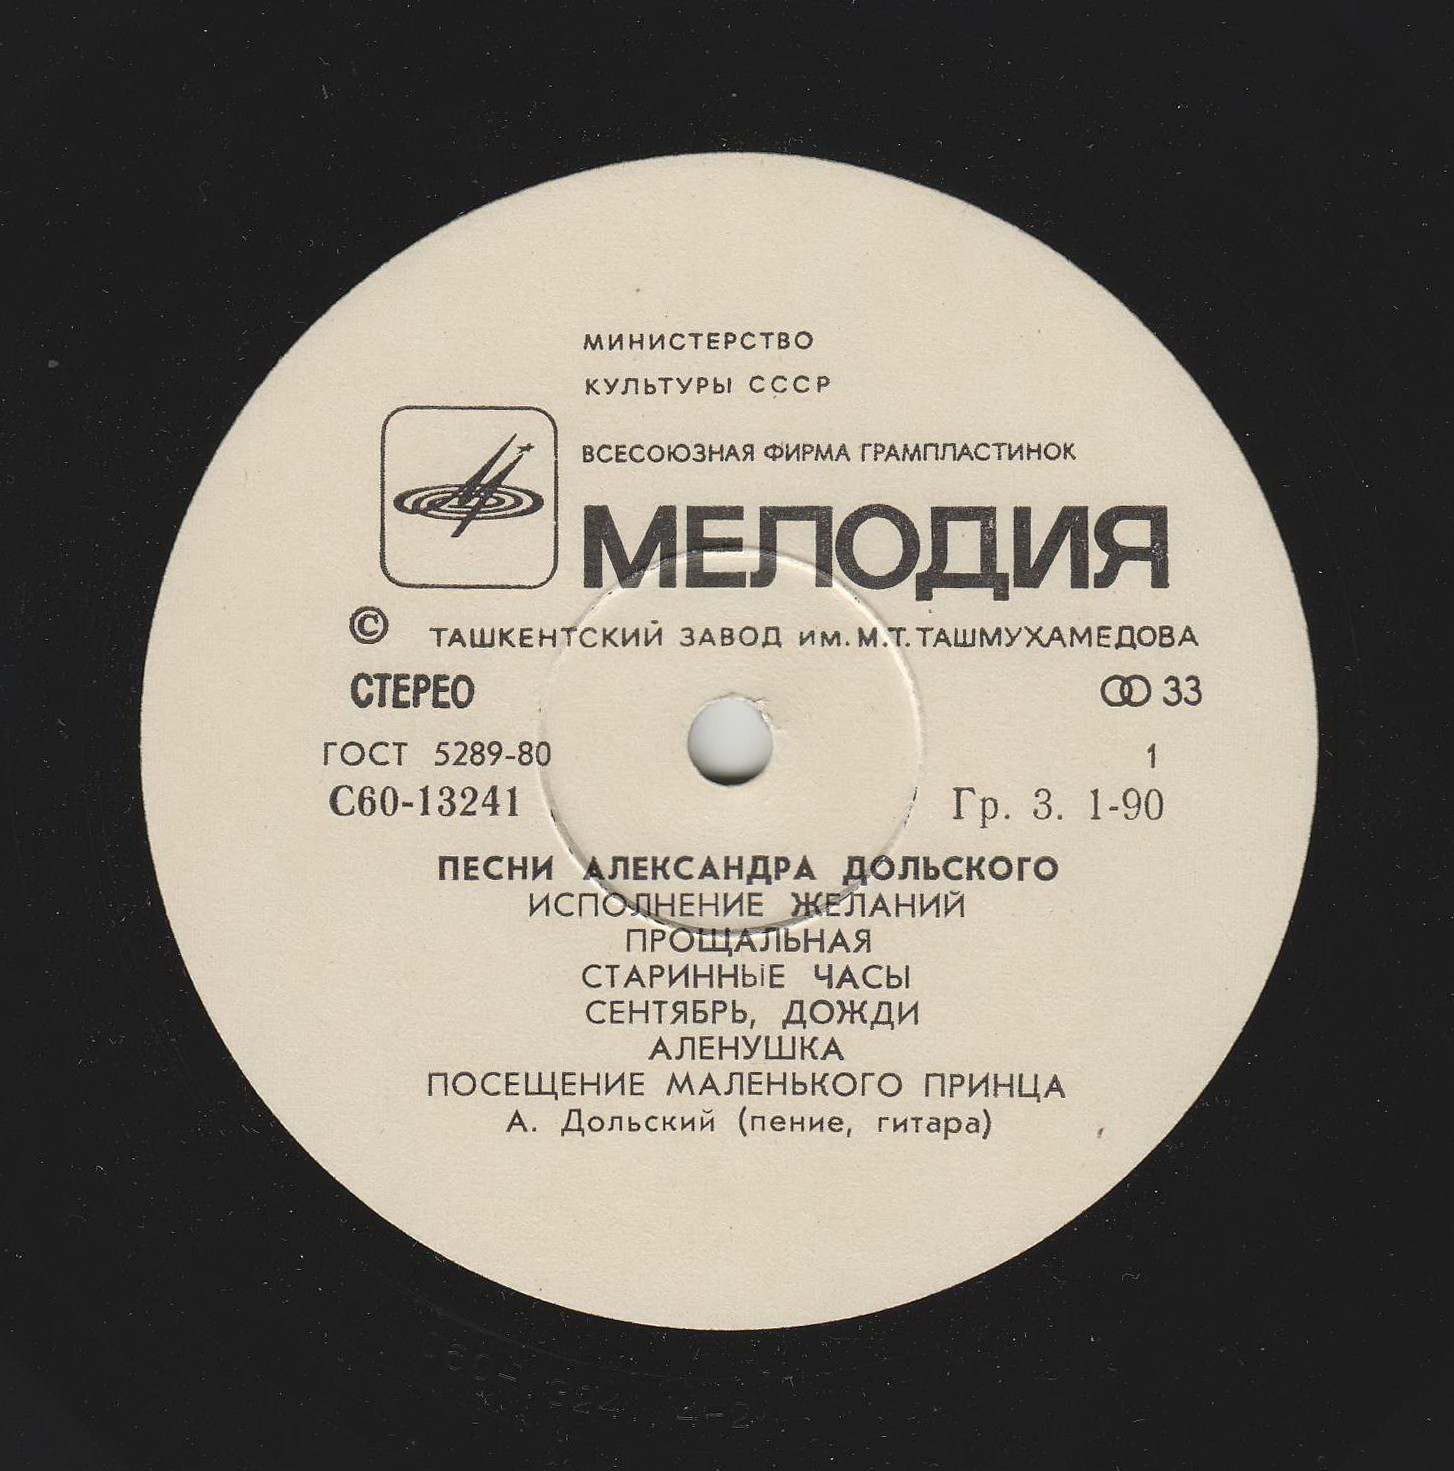 МИНИСТЕРСТВО
КУЛЬТУРЫ СССР
ВСЕСОЮЗНАЯ ФИРМА ГРАМПЛАСТИНОК
МЕЛОДИЯ
© ТАШКЕНТСКИЙ ЗАВОД им. М.Т. ТАШМУХАМЕДОВА
СТЕРЕО 33
ГОСТ 5289-80 1
С60-13241 Гр. 3. 1-90
ПЕСНИ АЛЕКСАНДРА ДОЛЬСКОГО
ИСПОЛНЕНИЕ ЖЕЛАНИЙ
ПРОЩАЛЬНАЯ
СТАРИННЫЕ ЧАСЫ
СЕНТЯБРЬ, ДОЖДИ
АЛЕНУШКА
ПОСЕЩЕНИЕ МАЛЕНЬКОГО ПРИНЦА
А. Дольский (пение, гитара)